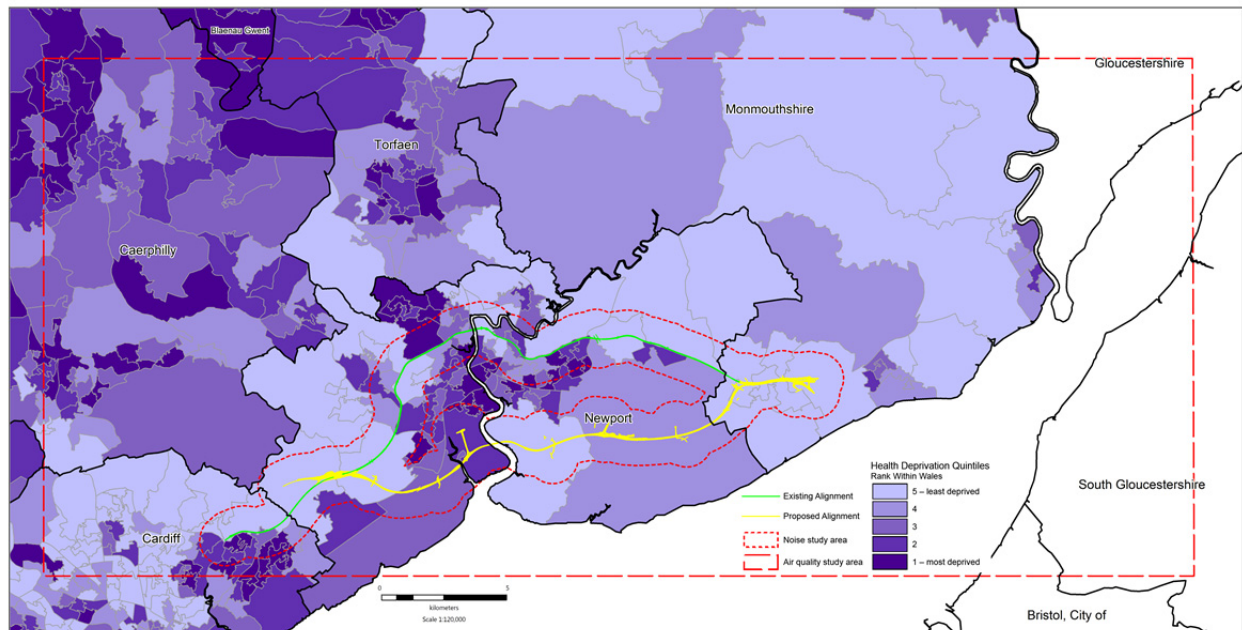 Blaenau Gwent
Gloucestershire
Monmouthshire
Torfaen
Caerphilly
Newport
Cardiff
South Gloucestershire
Bristol, City of
Existing Alignment
Proposed Alignment
Noise study area
Air quality study area
Health Deprivation Quintiles
Rank Within Wales
5 – least deprived
4
3
2
1 – most deprived
0 5
kilometers
Scale 1:120,000